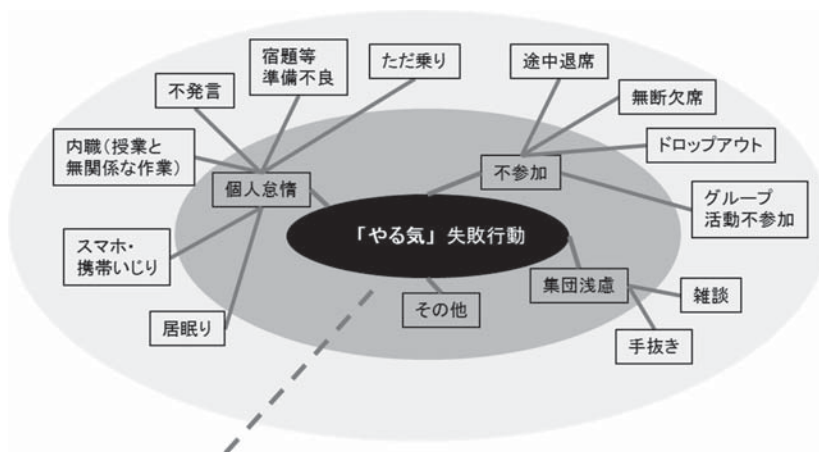 宿題等
準備不良
ただ乗り
途中退席
不発言
無断欠席
内職(授業と
無関係な作業)
ドロップアウト
個人怠惰
不参加
グループ
活動不参加
「やる気」失敗行動
スマホ・
携帯いじり
集団浅慮
雑談
その他
居眠り
手抜き